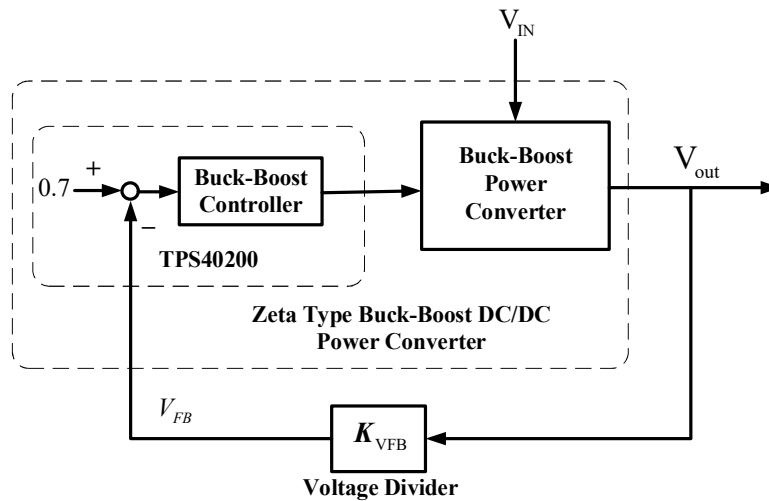 V_IN
Buck-Boost
Power
Converter
V_out
0.7
+
−
Buck-Boost
Controller
TPS40200
Zeta Type Buck-Boost DC/DC
Power Converter
V_FB
K_VFB
Voltage Divider